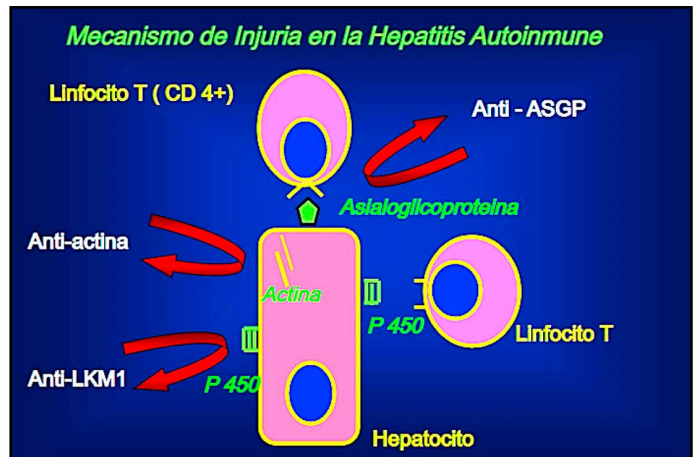 Mecanismo de Injuria en la Hepatitis Autoinmune
Linfocito T ( CD 4+)
Anti - ASGP
Asialoglicoproteina
Anti-actina
Actina
P 450
Linfocito T
Anti-LKM1
P 450
Hepatocito